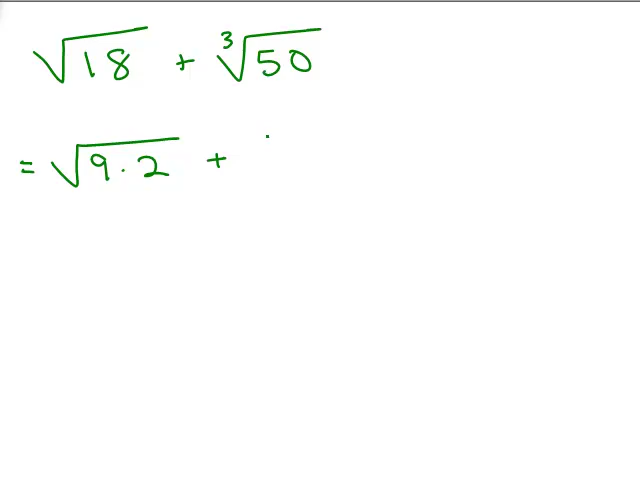 √18 + ∛50
= √9·2 +